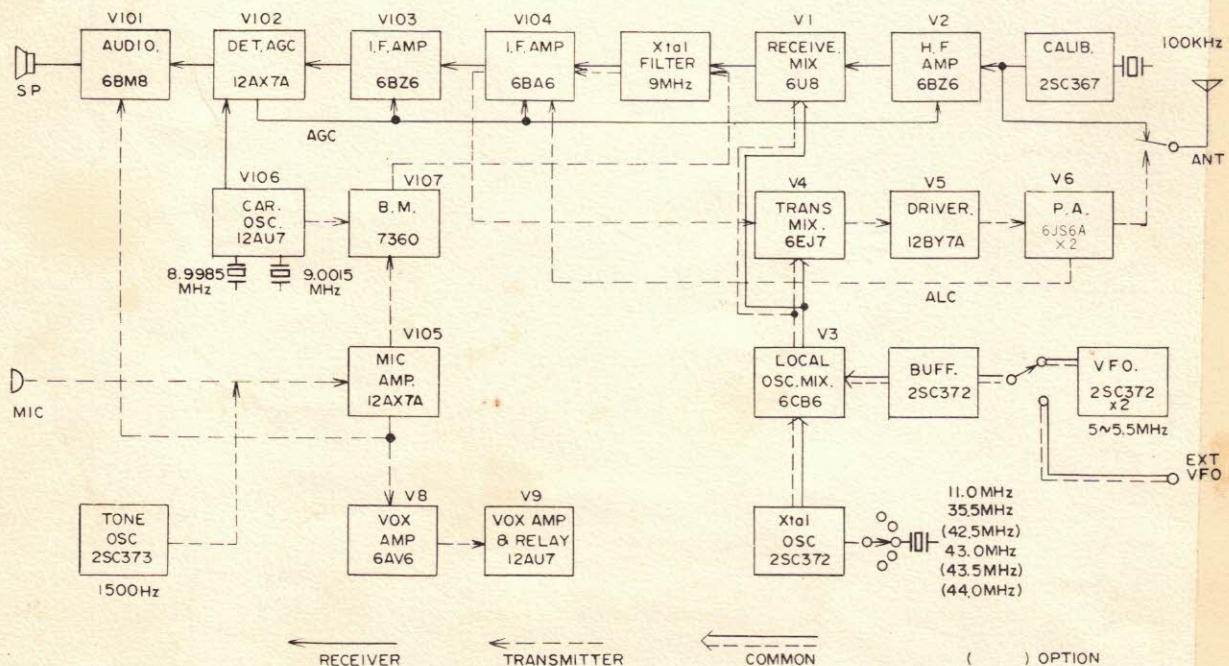 V101
AUDIO.
6BM8
V102
DET. AGC
12AX7A
V103
I.F. AMP
6BZ6
V104
I.F. AMP
6BA6
Xtal
FILTER
9MHz
V1
RECEIVE.
MIX
6U8
V2
H.F
AMP
6BZ6
CALIB.
2SC367
100KHz
SP
AGC
ANT
V106
CAR.
OSC.
12AU7
8.9985
MHz
9.0015
MHz
V107
B.M.
7360
V4
TRANS
MIX.
6EJ7
V5
DRIVER.
12BY7A
V6
P.A.
6JS6A
×2
ALC
V105
MIC
AMP.
12AX7A
MIC
V3
LOCAL
OSC.MIX.
6CB6
BUFF.
2SC372
VFO.
2SC372
×2
5~5.5MHz
EXT
VFO
TONE
OSC
2SC373
1500Hz
V8
VOX
AMP
6AV6
V9
VOX AMP
& RELAY
12AU7
Xtal
OSC
2SC372
11.0MHz
35.5MHz
(42.5MHz)
43.0MHz
(43.5MHz)
(44.0MHz)
RECEIVER
TRANSMITTER
COMMON
( ) OPTION